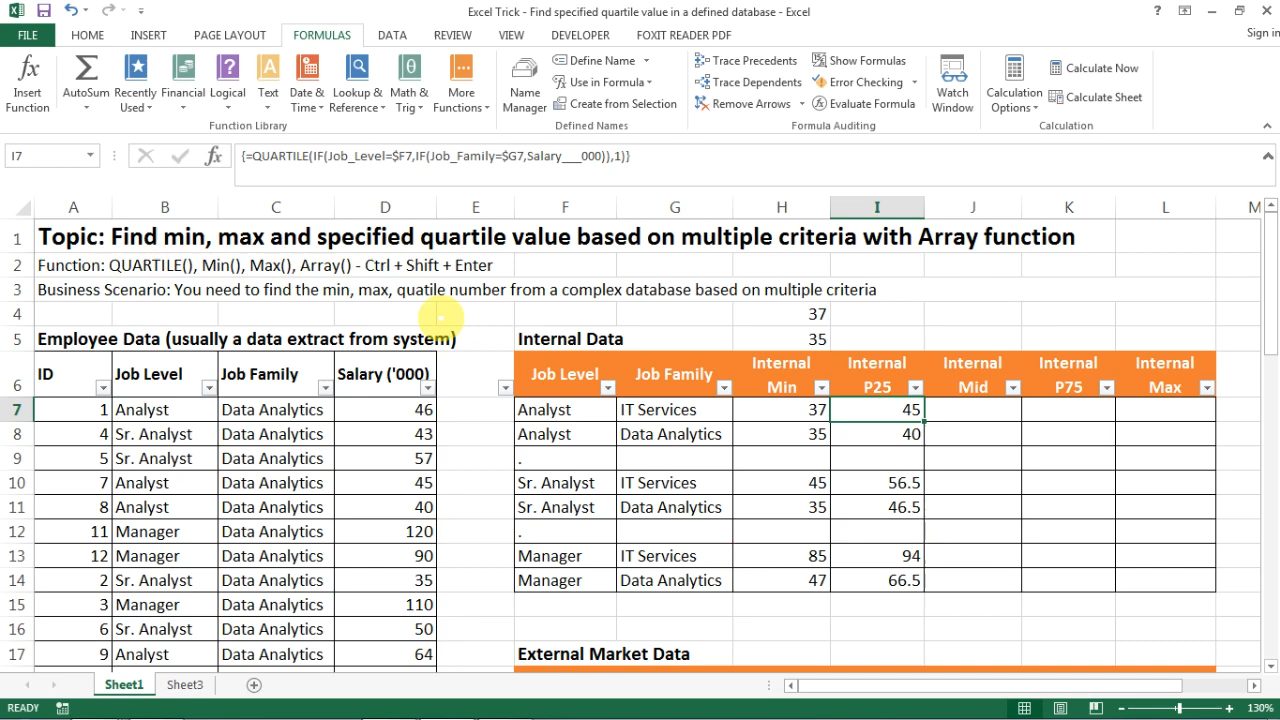 Excel Trick - Find specified quartile value in a defined database - Excel
Sign in
FILE HOME INSERT PAGE LAYOUT FORMULAS DATA REVIEW VIEW DEVELOPER FOXIT READER PDF
Insert Function
AutoSum
Recently Used
Financial
Logical
Text
Date & Time
Lookup & Reference
Math & Trig
More Functions
Function Library
Name Manager
Define Name
Use in Formula
Create from Selection
Defined Names
Trace Precedents
Trace Dependents
Remove Arrows
Show Formulas
Error Checking
Evaluate Formula
Formula Auditing
Watch Window
Calculation Options
Calculate Now
Calculate Sheet
Calculation
I7 fx {=QUARTILE(IF(Job_Level=$F7,IF(Job_Family=$G7,Salary___000)),1)}
A B C D E F G H I J K L M
1 Topic: Find min, max and specified quartile value based on multiple criteria with Array function
2 Function: QUARTILE(), Min(), Max(), Array() - Ctrl + Shift + Enter
3 Business Scenario: You need to find the min, max, quatile number from a complex database based on multiple criteria
4 37
5 Employee Data (usually a data extract from system) Internal Data 35
6 ID Job Level Job Family Salary ('000) Job Level Job Family Internal Min Internal P25 Internal Mid Internal P75 Internal Max
7 1 Analyst Data Analytics 46 Analyst IT Services 37 45
8 4 Sr. Analyst Data Analytics 43 Analyst Data Analytics 35 40
9 5 Sr. Analyst Data Analytics 57 .
10 7 Analyst Data Analytics 45 Sr. Analyst IT Services 45 56.5
11 8 Analyst Data Analytics 40 Sr. Analyst Data Analytics 35 46.5
12 11 Manager Data Analytics 120 .
13 12 Manager Data Analytics 90 Manager IT Services 85 94
14 2 Sr. Analyst Data Analytics 35 Manager Data Analytics 47 66.5
15 3 Manager Data Analytics 110
16 6 Sr. Analyst Data Analytics 50
17 9 Analyst Data Analytics 64 External Market Data
Sheet1 Sheet3
READY 130%